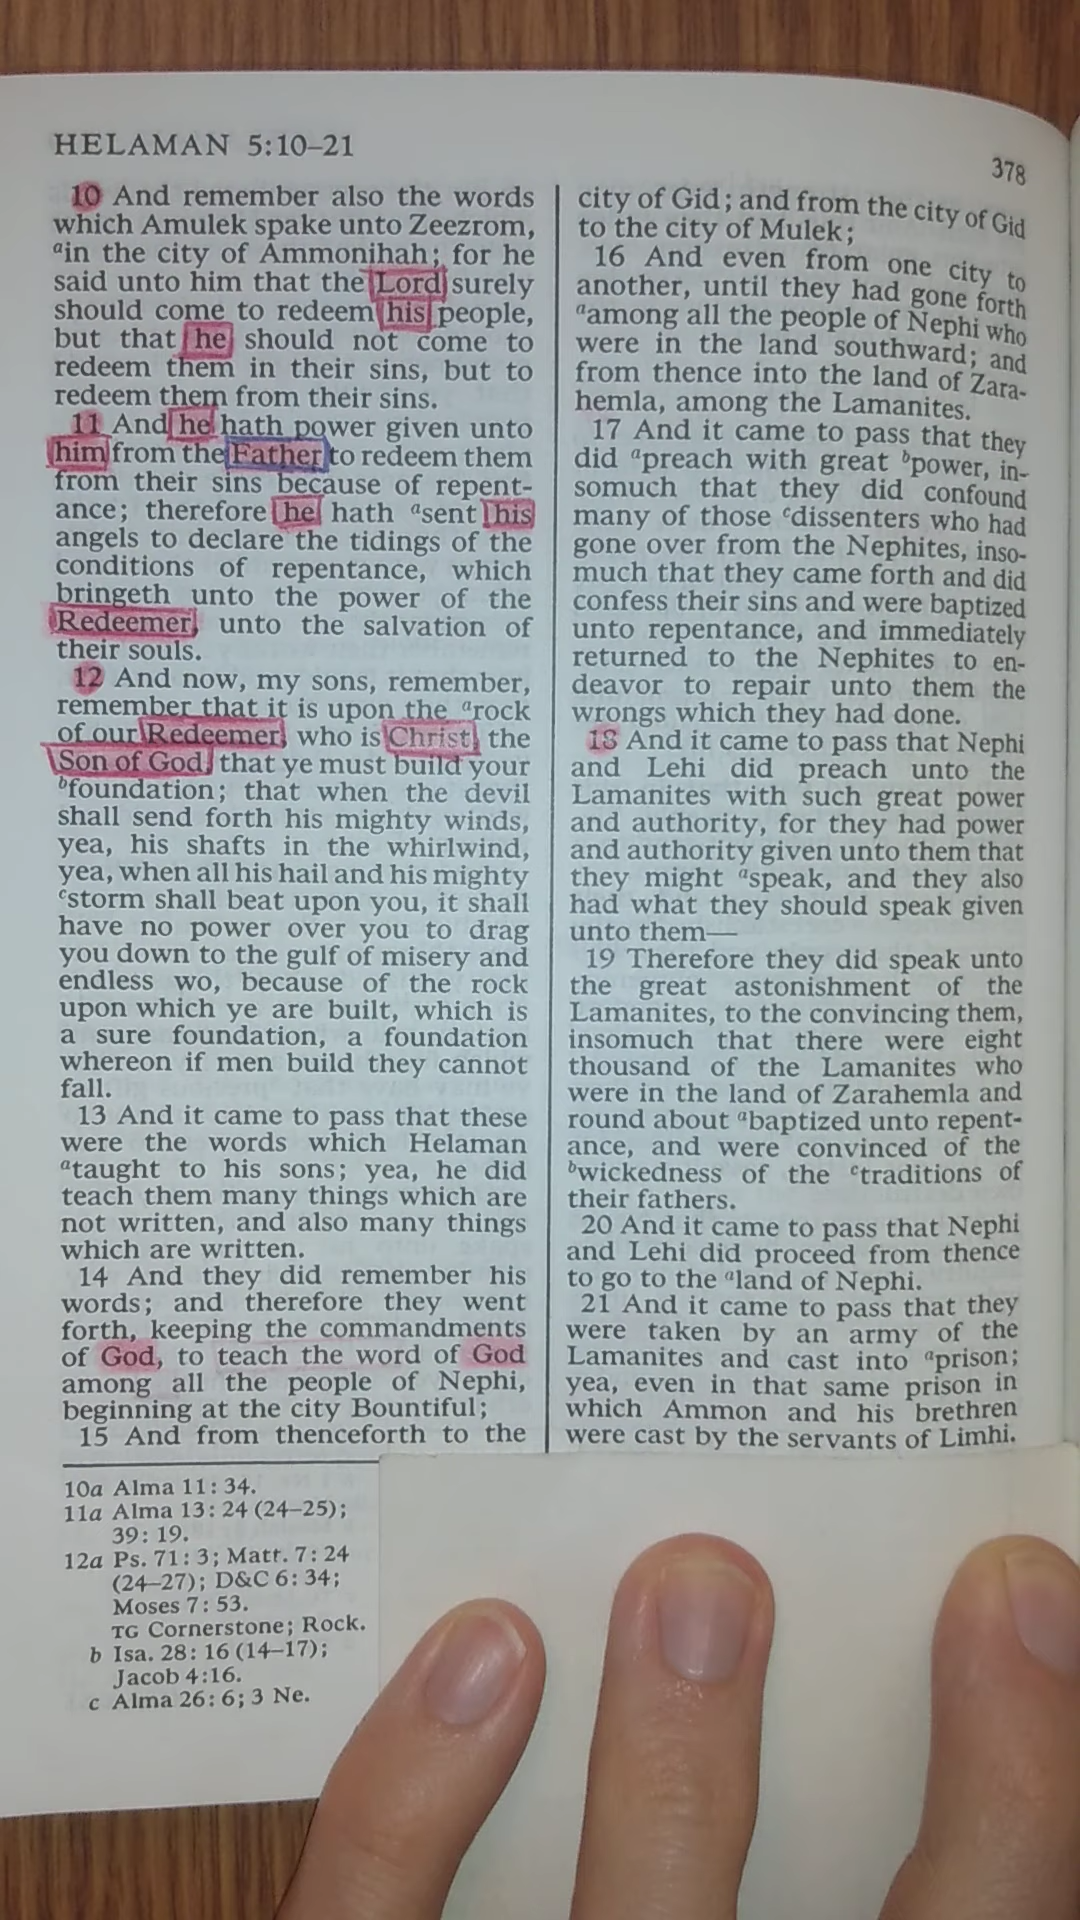 HELAMAN 5:10–21
378
10 And remember also the words
which Amulek spake unto Zeezrom,
ain the city of Ammonihah; for he
said unto him that the Lord surely
should come to redeem his people,
but that he should not come to
redeem them in their sins, but to
redeem them from their sins.
11 And he hath power given unto
him from the Father to redeem them
from their sins because of repent-
ance; therefore he hath asent his
angels to declare the tidings of the
conditions of repentance, which
bringeth unto the power of the
Redeemer, unto the salvation of
their souls.
12 And now, my sons, remember,
remember that it is upon the arock
of our Redeemer, who is Christ, the
Son of God, that ye must build your
bfoundation; that when the devil
shall send forth his mighty winds,
yea, his shafts in the whirlwind,
yea, when all his hail and his mighty
cstorm shall beat upon you, it shall
have no power over you to drag
you down to the gulf of misery and
endless wo, because of the rock
upon which ye are built, which is
a sure foundation, a foundation
whereon if men build they cannot
fall.
13 And it came to pass that these
were the words which Helaman
ataught to his sons; yea, he did
teach them many things which are
not written, and also many things
which are written.
14 And they did remember his
words; and therefore they went
forth, keeping the commandments
of God, to teach the word of God
among all the people of Nephi,
beginning at the city Bountiful;
15 And from thenceforth to the
city of Gid; and from the city of Gid
to the city of Mulek;
16 And even from one city to
another, until they had gone forth
aamong all the people of Nephi who
were in the land southward; and
from thence into the land of Zara-
hemla, among the Lamanites.
17 And it came to pass that they
did apreach with great bpower, in-
somuch that they did confound
many of those cdissenters who had
gone over from the Nephites, inso-
much that they came forth and did
confess their sins and were baptized
unto repentance, and immediately
returned to the Nephites to en-
deavor to repair unto them the
wrongs which they had done.
18 And it came to pass that Nephi
and Lehi did preach unto the
Lamanites with such great power
and authority, for they had power
and authority given unto them that
they might aspeak, and they also
had what they should speak given
unto them—
19 Therefore they did speak unto
the great astonishment of the
Lamanites, to the convincing them,
insomuch that there were eight
thousand of the Lamanites who
were in the land of Zarahemla and
round about abaptized unto repent-
ance, and were convinced of the
bwickedness of the ctraditions of
their fathers.
20 And it came to pass that Nephi
and Lehi did proceed from thence
to go to the aland of Nephi.
21 And it came to pass that they
were taken by an army of the
Lamanites and cast into aprison;
yea, even in that same prison in
which Ammon and his brethren
were cast by the servants of Limhi.
10a Alma 11:34.
11a Alma 13:24 (24–25);
39:19.
12a Ps. 71:3; Matt. 7:24
(24–27); D&C 6:34;
Moses 7:53.
TG Cornerstone; Rock.
b Isa. 28:16 (14–17);
Jacob 4:16.
c Alma 26:6; 3 Ne.